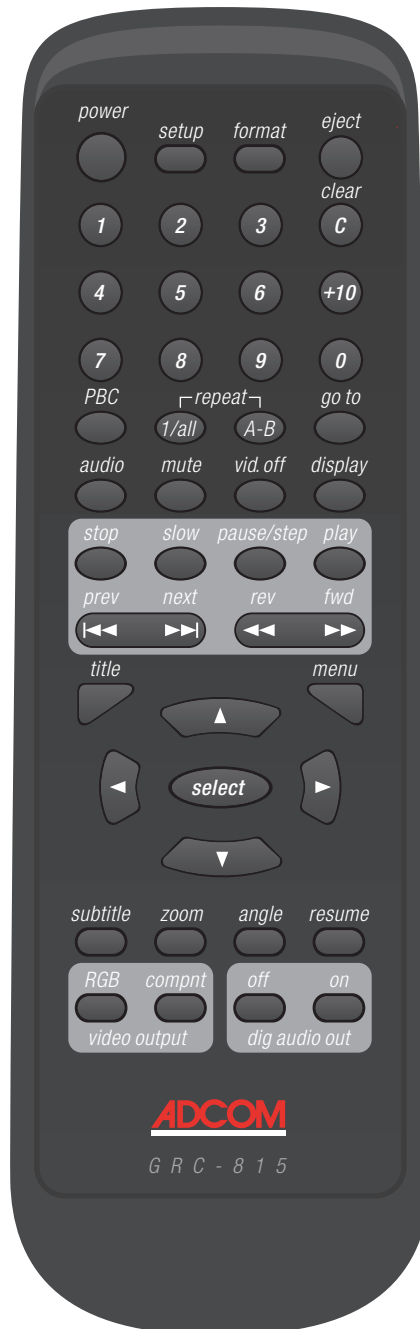 power setup format eject
clear
1 2 3 C
4 5 6 +10
7 8 9 0
PBC repeat go to
1/all A-B
audio mute vid. off display
stop slow pause/step play
prev next rev fwd
title menu
select
subtitle zoom angle resume
RGB compnt off on
video output dig audio out
ADCOM
GRC-815